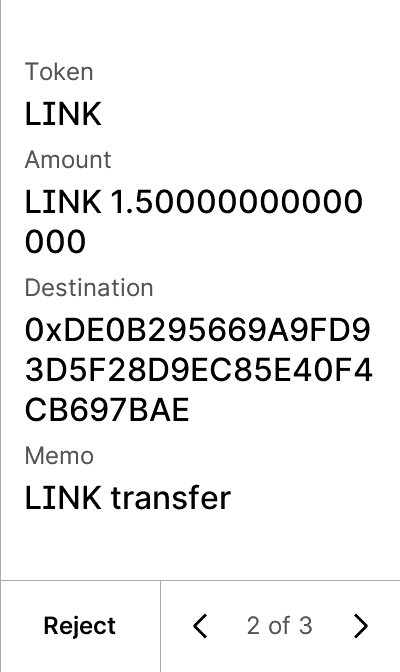 Token
LINK
Amount
LINK 1.50000000000
000
Destination
0xDE0B295669A9FD9
3D5F28D9EC85E40F4
CB697BAE
Memo
LINK transfer
Reject
2 of 3